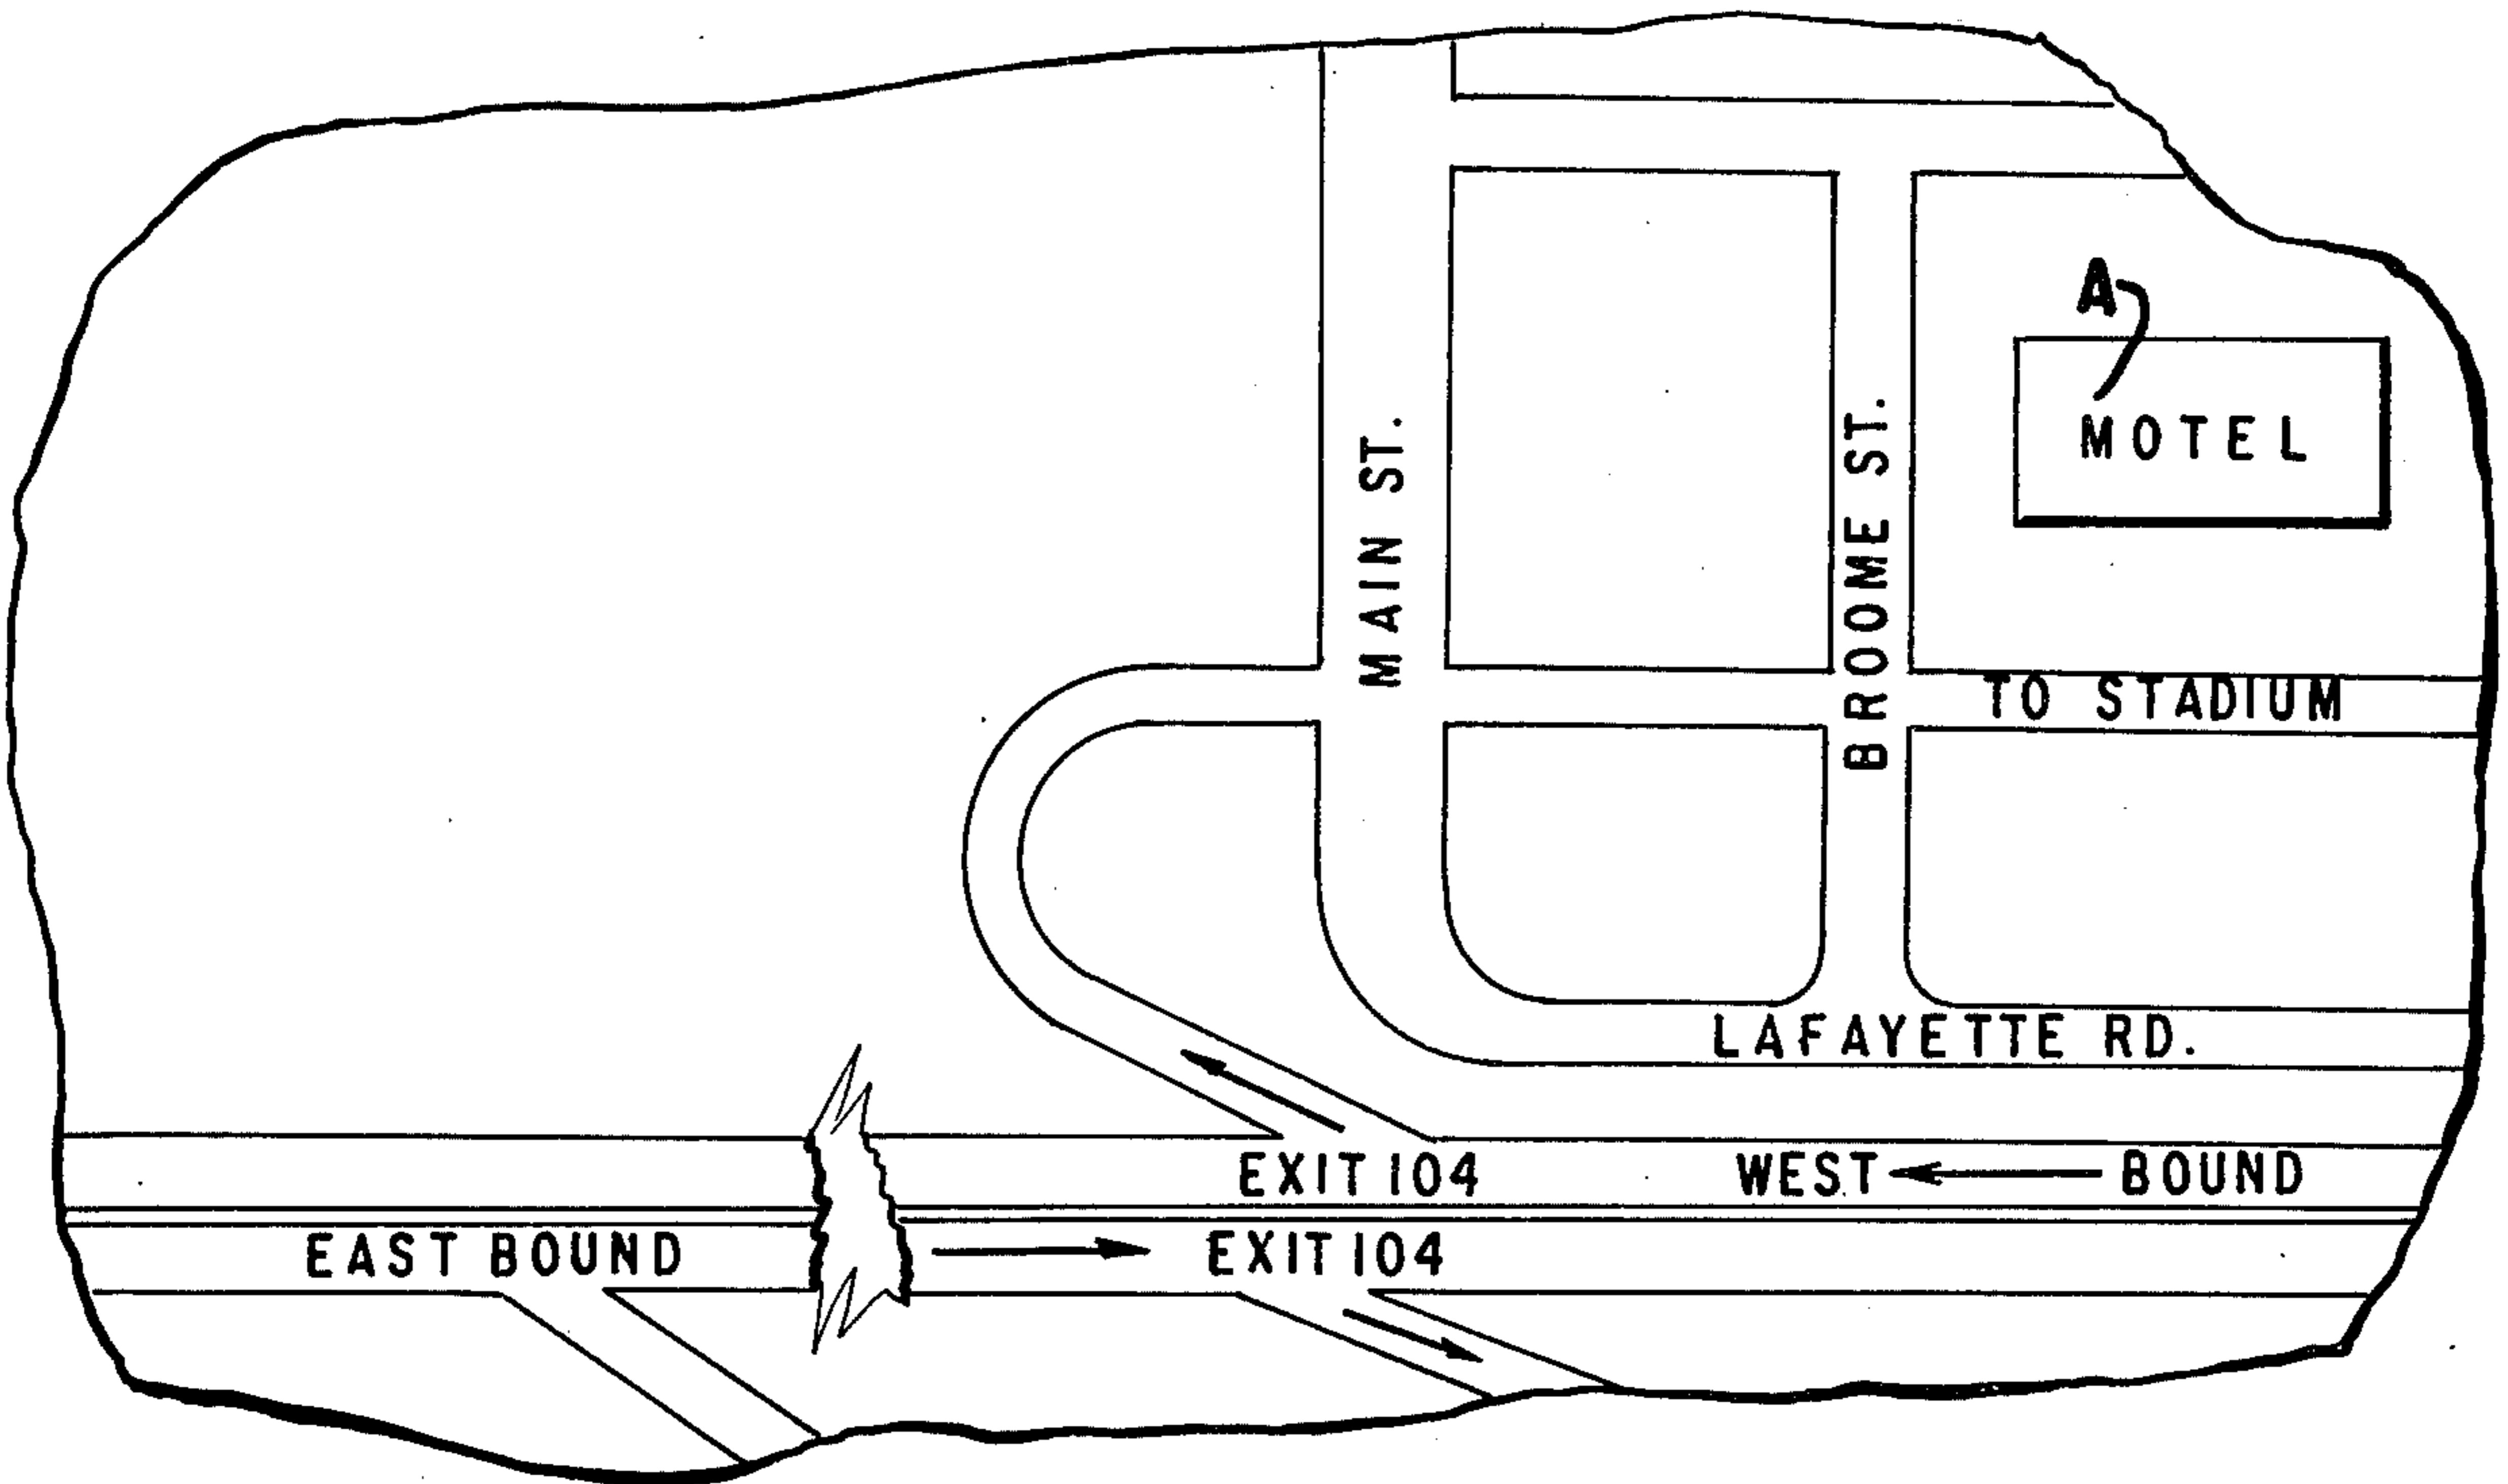 A
MOTEL
MAIN ST.
BROOME ST.
TO STADIUM
LAFAYETTE RD.
EXIT 104
WEST BOUND
EAST BOUND
EXIT 104